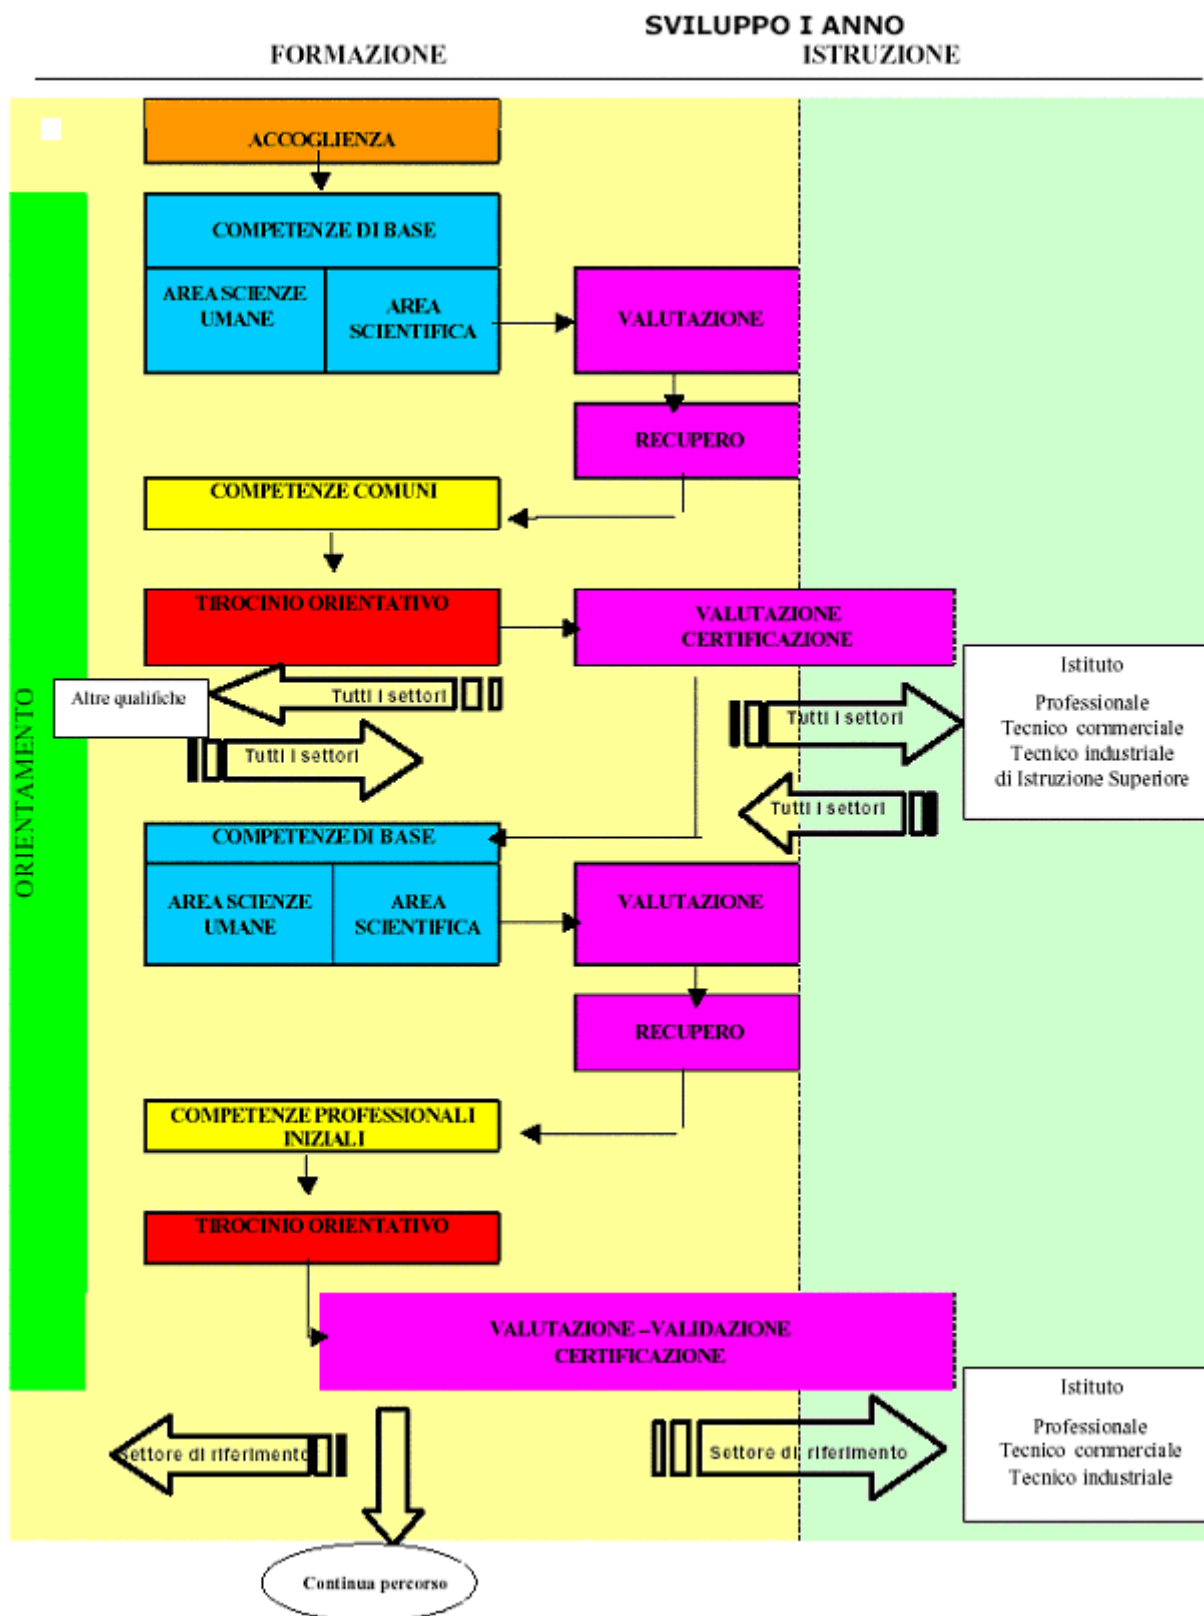 SVILUPPO I ANNO
FORMAZIONE
ISTRUZIONE
ACCOGLIENZA
COMPETENZE DI BASE
AREA SCIENZE
UMANE
AREA
SCIENTIFICA
VALUTAZIONE
RECUPERO
COMPETENZE COMUNI
TIROCINIO ORIENTATIVO
VALUTAZIONE
CERTIFICAZIONE
Istituto
Professionale
Tecnico commerciale
Tecnico industriale
di Istruzione Superiore
Altre qualifiche
Tutti i settori
Tutti i settori
Tutti i settori
Tutti i settori
ORIENTAMENTO
COMPETENZE DI BASE
AREA SCIENZE
UMANE
AREA
SCIENTIFICA
VALUTAZIONE
RECUPERO
COMPETENZE PROFESSIONALI
INIZIALI
TIROCINIO ORIENTATIVO
VALUTAZIONE –VALIDAZIONE
CERTIFICAZIONE
Istituto
Professionale
Tecnico commerciale
Tecnico industriale
Settore di riferimento
Settore di riferimento
Continua percorso